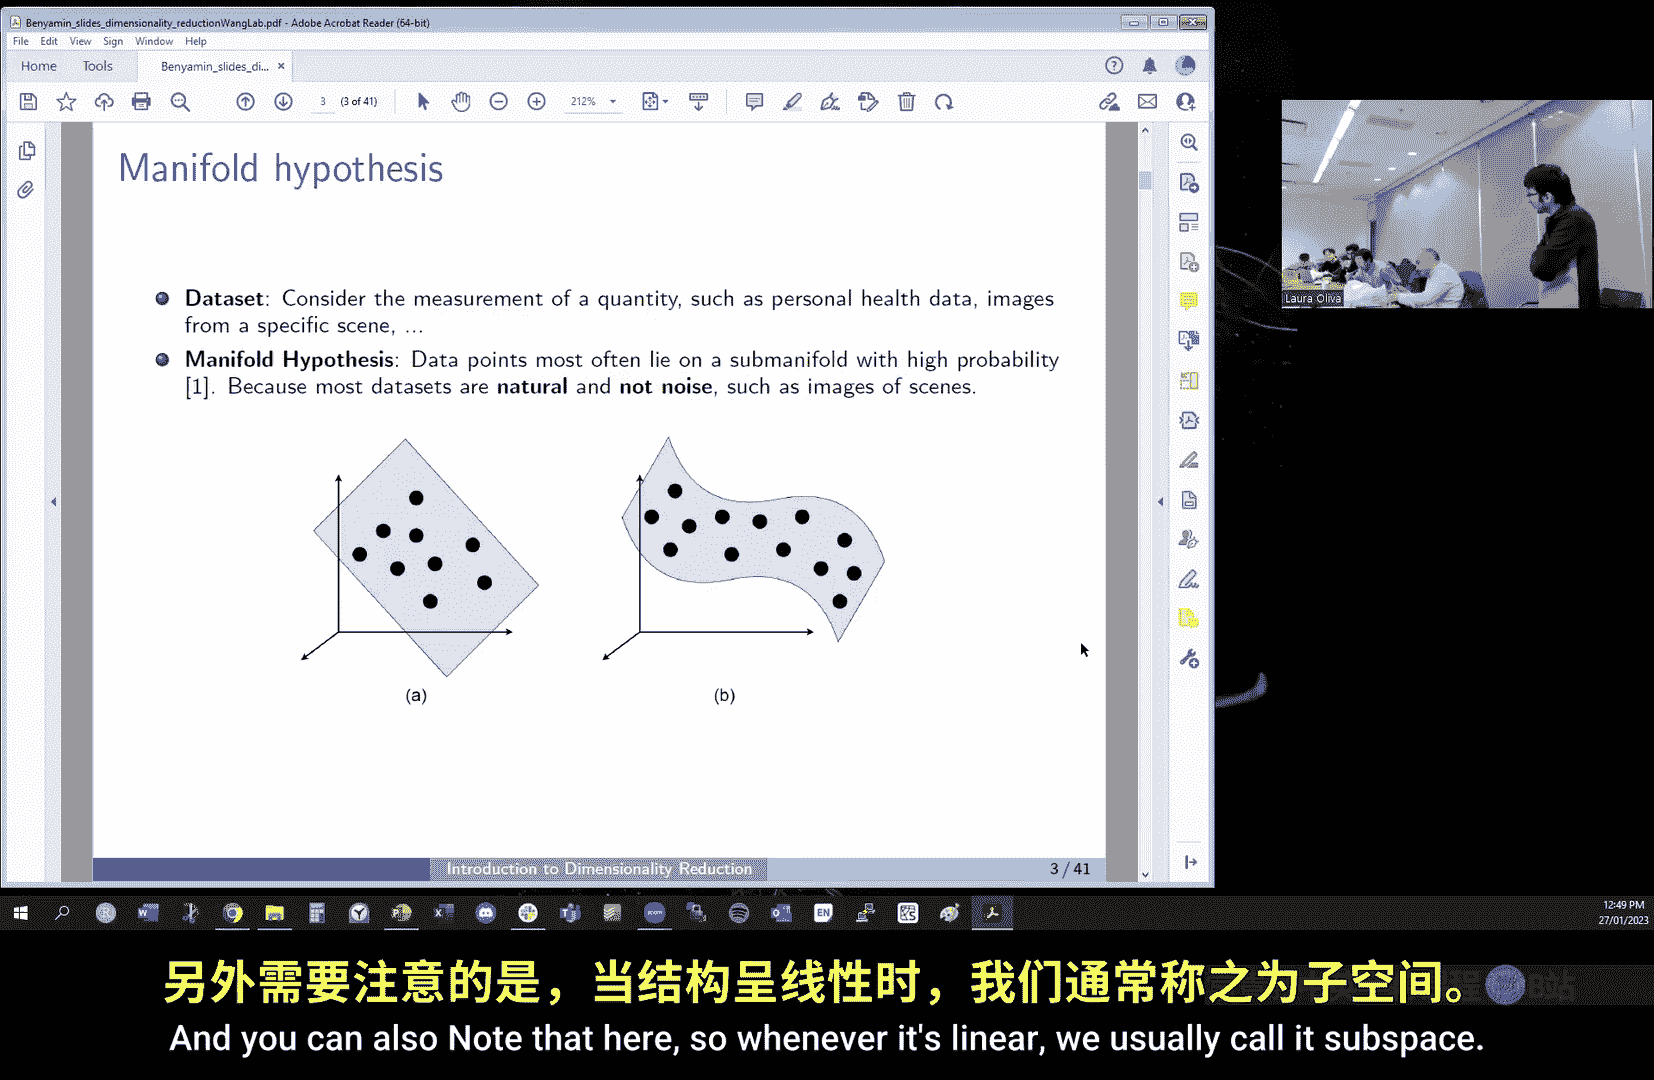 Benyamin_slides_dimensionality_reductionWangLab.pdf - Adobe Acrobat Reader (64-bit)
File Edit View Sign Window Help
Home Tools Benyamin_slides_di... ×
3 (3 of 41) 212%
Manifold hypothesis
Dataset: Consider the measurement of a quantity, such as personal health data, images
from a specific scene, ...
Manifold Hypothesis: Data points most often lie on a submanifold with high probability
[1]. Because most datasets are natural and not noise, such as images of scenes.
(a) (b)
Introduction to Dimensionality Reduction 3 / 41
Laura Oliva
EN
12:49 PM
27/01/2023
另外需要注意的是，当结构呈线性时，我们通常称之为子空间。
And you can also Note that here, so whenever it's linear, we usually call it subspace.